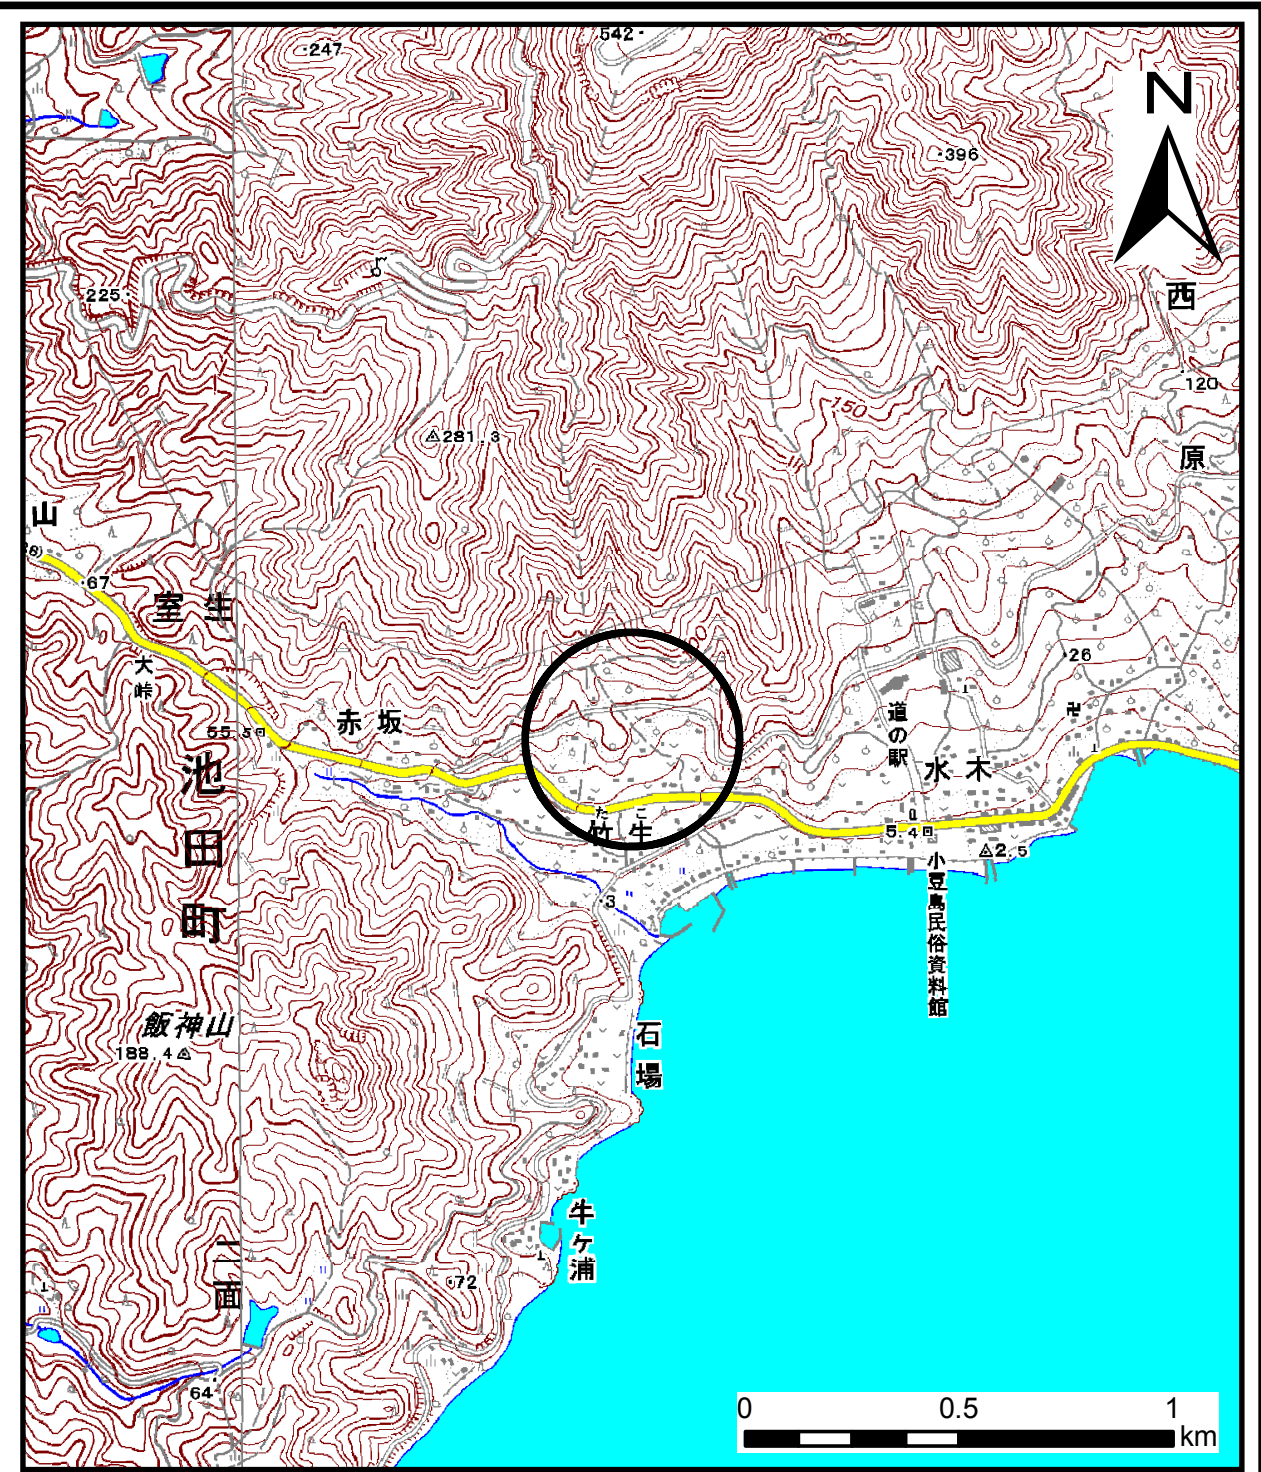 542
247
N
396
西
225
120
150
281.3
原
山
67
室生
大峠
26
赤坂
道の駅
55.5
池田町
水木
たこ
竹生
5.4
2.5
小豆島民俗資料館
3
飯神山
188.4
石場
牛ヶ浦
二面
72
64
0 0.5 1
km